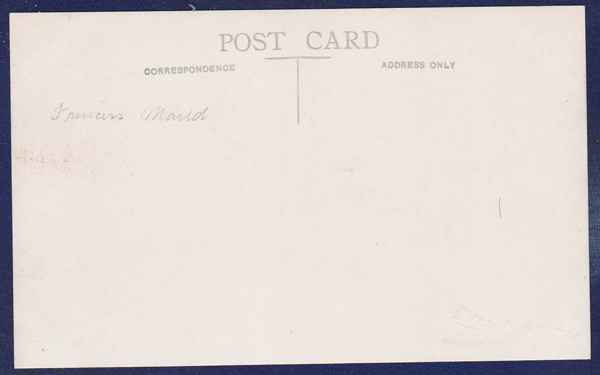 POST CARD
CORRESPONDENCE
ADDRESS ONLY
Princess Maud